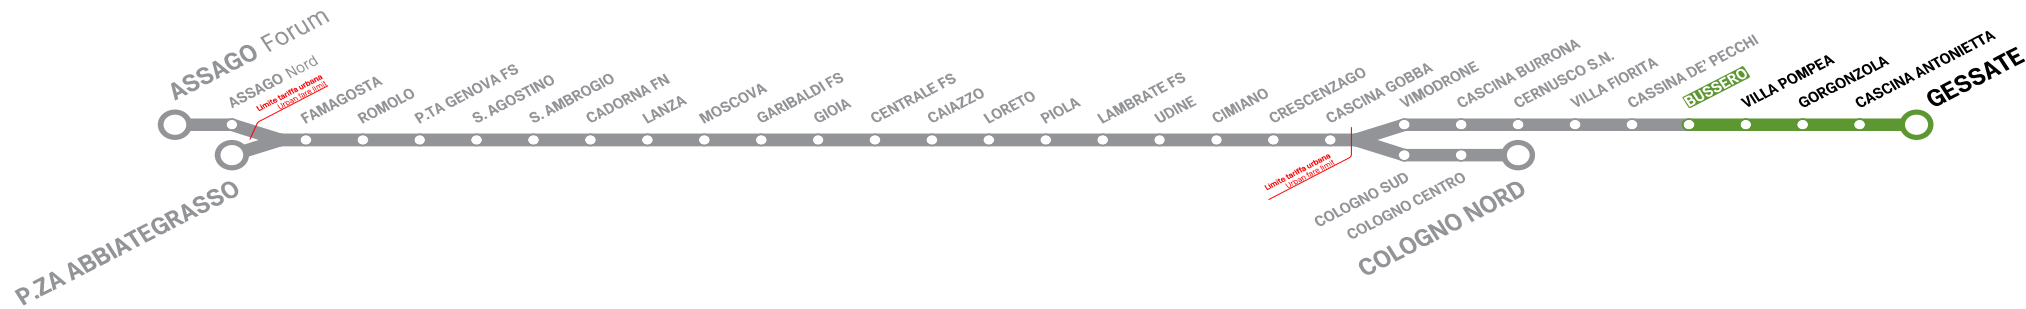 ASSAGO Forum
ASSAGO Nord
Limite tariffa urbana
Urban fare limit
P.ZA ABBIATEGRASSO
FAMAGOSTA
ROMOLO
P.TA GENOVA FS
S. AGOSTINO
S. AMBROGIO
CADORNA FN
LANZA
MOSCOVA
GARIBALDI FS
GIOIA
CENTRALE FS
CAIAZZO
LORETO
PIOLA
LAMBRATE FS
UDINE
CIMIANO
CRESCENZAGO
CASCINA GOBBA
Limite tariffa urbana
Urban fare limit
VIMODRONE
CASCINA BURRONA
CERNUSCO S.N.
VILLA FIORITA
CASSINA DE' PECCHI
BUSSERO
VILLA POMPEA
GORGONZOLA
CASCINA ANTONIETTA
GESSATE
COLOGNO SUD
COLOGNO CENTRO
COLOGNO NORD